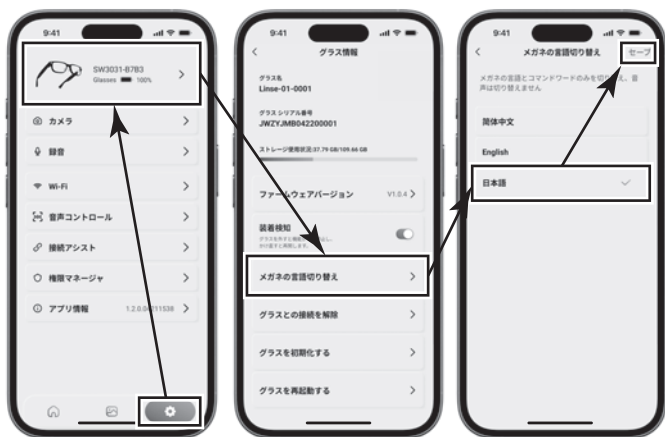 9:41
SW3031-B7B3
Glasses 100%
カメラ
録音
Wi-Fi
音声コントロール
接続アシスト
権限マネージャ
アプリ情報
9:41
グラス情報
グラス名
Linse-01-0001
グラス シリアル番号
JWZYJMB042200001
ストレージ使用状況:37.79 GB/109.66 GB
ファームウェアバージョン V1.0.4
装着検知
メガネの言語切り替え
グラスとの接続を解除
グラスを初期化する
グラスを再起動する
9:41
メガネの言語切り替え セーブ
メガネの言語とコマンドワードのみを切り替え、音
声は切り替えません
简体中文
English
日本語